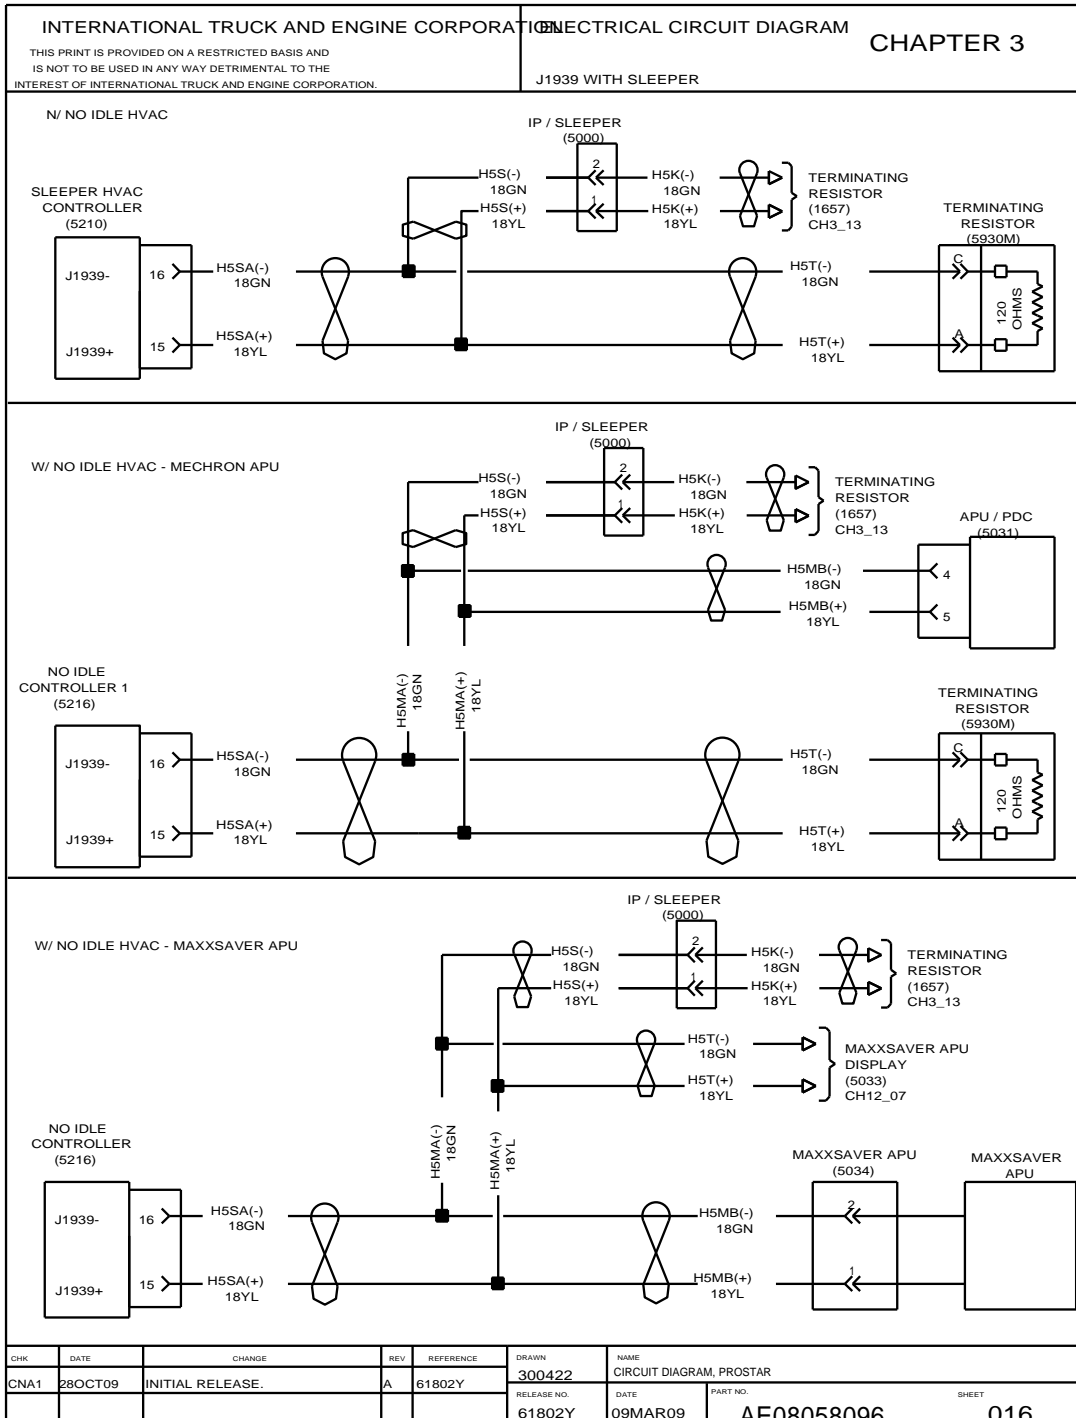 INTERNATIONAL TRUCK AND ENGINE CORPORATION
ELECTRICAL CIRCUIT DIAGRAM
CHAPTER 3
THIS PRINT IS PROVIDED ON A RESTRICTED BASIS AND
IS NOT TO BE USED IN ANY WAY DETRIMENTAL TO THE
INTEREST OF INTERNATIONAL TRUCK AND ENGINE CORPORATION.
J1939 WITH SLEEPER
N/ NO IDLE HVAC
IP / SLEEPER
(5000)
2
1
H5S(-)
18GN
H5S(+)
18YL
H5K(-)
18GN
H5K(+)
18YL
TERMINATING
RESISTOR
(1657)
CH3_13
SLEEPER HVAC
CONTROLLER
(5210)
J1939-
16
J1939+
15
H5SA(-)
18GN
H5SA(+)
18YL
H5T(-)
18GN
H5T(+)
18YL
TERMINATING
RESISTOR
(5930M)
C
A
120
OHMS
W/ NO IDLE HVAC - MECHRON APU
IP / SLEEPER
(5000)
2
1
H5S(-)
18GN
H5S(+)
18YL
H5K(-)
18GN
H5K(+)
18YL
TERMINATING
RESISTOR
(1657)
CH3_13
APU / PDC
(5031)
4
5
H5MB(-)
18GN
H5MB(+)
18YL
H5MA(-)
18GN
H5MA(+)
18YL
NO IDLE
CONTROLLER 1
(5216)
J1939-
16
J1939+
15
H5SA(-)
18GN
H5SA(+)
18YL
H5T(-)
18GN
H5T(+)
18YL
TERMINATING
RESISTOR
(5930M)
C
A
120
OHMS
W/ NO IDLE HVAC - MAXXSAVER APU
IP / SLEEPER
(5000)
2
1
H5S(-)
18GN
H5S(+)
18YL
H5K(-)
18GN
H5K(+)
18YL
TERMINATING
RESISTOR
(1657)
CH3_13
H5T(-)
18GN
H5T(+)
18YL
MAXXSAVER APU
DISPLAY
(5033)
CH12_07
H5MA(-)
18GN
H5MA(+)
18YL
NO IDLE
CONTROLLER
(5216)
J1939-
16
J1939+
15
H5SA(-)
18GN
H5SA(+)
18YL
H5MB(-)
18GN
H5MB(+)
18YL
MAXXSAVER APU
(5034)
2
1
MAXXSAVER
APU
CHK DATE CHANGE REV REFERENCE
CNA1 28OCT09 INITIAL RELEASE. A 61802Y
DRAWN
300422
NAME
CIRCUIT DIAGRAM, PROSTAR
RELEASE NO.
61802Y
DATE
09MAR09
PART NO.
AE08058096
SHEET
016